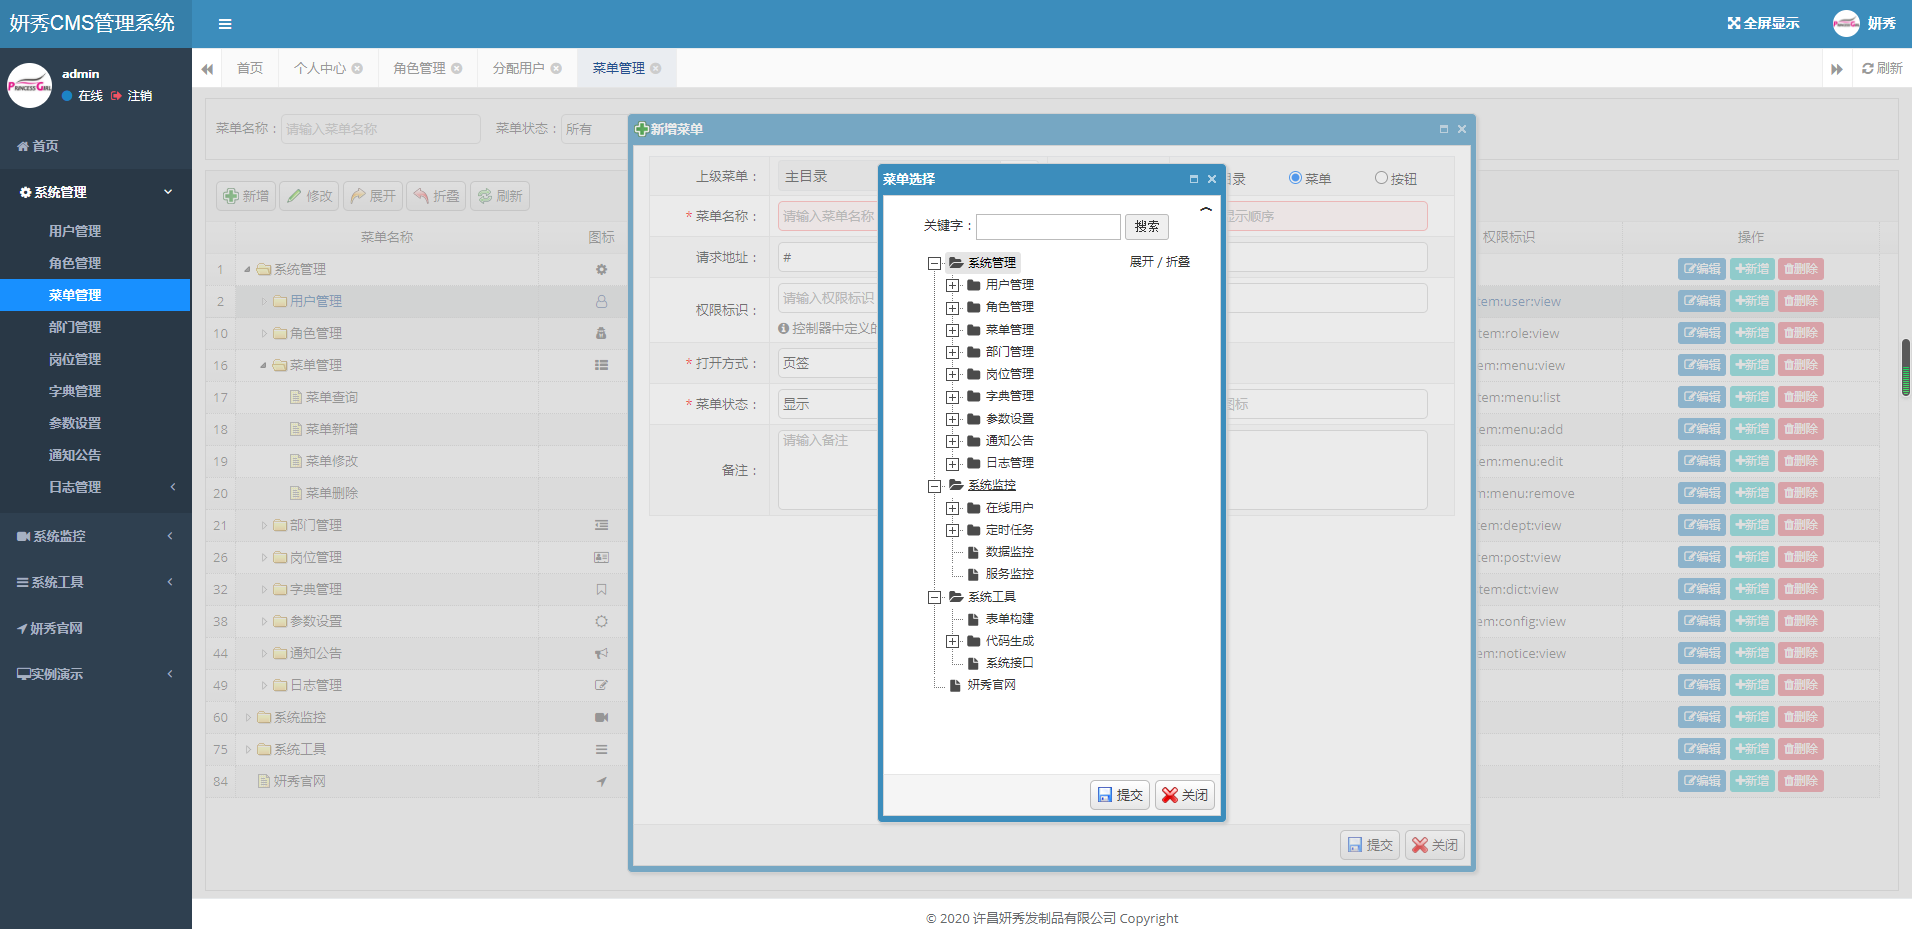 妍秀CMS管理系统
全屏显示 妍秀
PRINCESS GIRL
admin
在线 注销
首页 个人中心 角色管理 分配用户 菜单管理 刷新
首页
系统管理
用户管理
角色管理
菜单管理
部门管理
岗位管理
字典管理
参数设置
通知公告
日志管理
系统监控
系统工具
妍秀官网
实例演示
菜单名称： 请输入菜单名称 菜单状态： 所有
新增 修改 展开 折叠 刷新
菜单名称 图标 权限标识 操作
1 系统管理 编辑 新增 删除
2 用户管理 tem:user:view 编辑 新增 删除
10 角色管理 tem:role:view 编辑 新增 删除
16 菜单管理 em:menu:view 编辑 新增 删除
17 菜单查询 tem:menu:list 编辑 新增 删除
18 菜单新增 tem:menu:add 编辑 新增 删除
19 菜单修改 em:menu:edit 编辑 新增 删除
20 菜单删除 n:menu:remove 编辑 新增 删除
21 部门管理 tem:dept:view 编辑 新增 删除
26 岗位管理 tem:post:view 编辑 新增 删除
32 字典管理 tem:dict:view 编辑 新增 删除
38 参数设置 em:config:view 编辑 新增 删除
44 通知公告 em:notice:view 编辑 新增 删除
49 日志管理 编辑 新增 删除
60 系统监控 编辑 新增 删除
75 系统工具 编辑 新增 删除
84 妍秀官网 编辑 新增 删除
新增菜单
上级菜单： 主目录 录 菜单 按钮
* 菜单名称： 请输入菜单名称 显示顺序
请求地址： #
权限标识： 请输入权限标识
控制器中定义的
* 打开方式： 页签
* 菜单状态： 显示 图标
备注： 请输入备注
提交 关闭
菜单选择
关键字： 搜索
展开 / 折叠
系统管理
用户管理
角色管理
菜单管理
部门管理
岗位管理
字典管理
参数设置
通知公告
日志管理
系统监控
在线用户
定时任务
数据监控
服务监控
系统工具
表单构建
代码生成
系统接口
妍秀官网
提交 关闭
© 2020 许昌妍秀发制品有限公司 Copyright